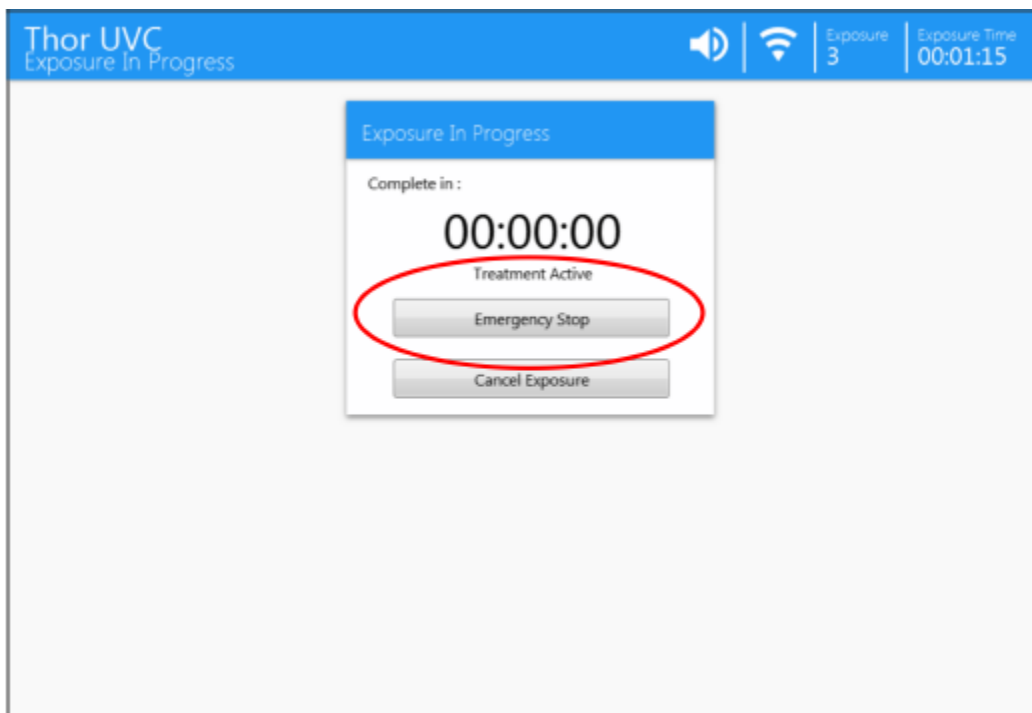 Thor UVC
Exposure In Progress
Exposure
3
Exposure Time
00:01:15
Exposure In Progress
Complete in :
00:00:00
Treatment Active
Emergency Stop
Cancel Exposure